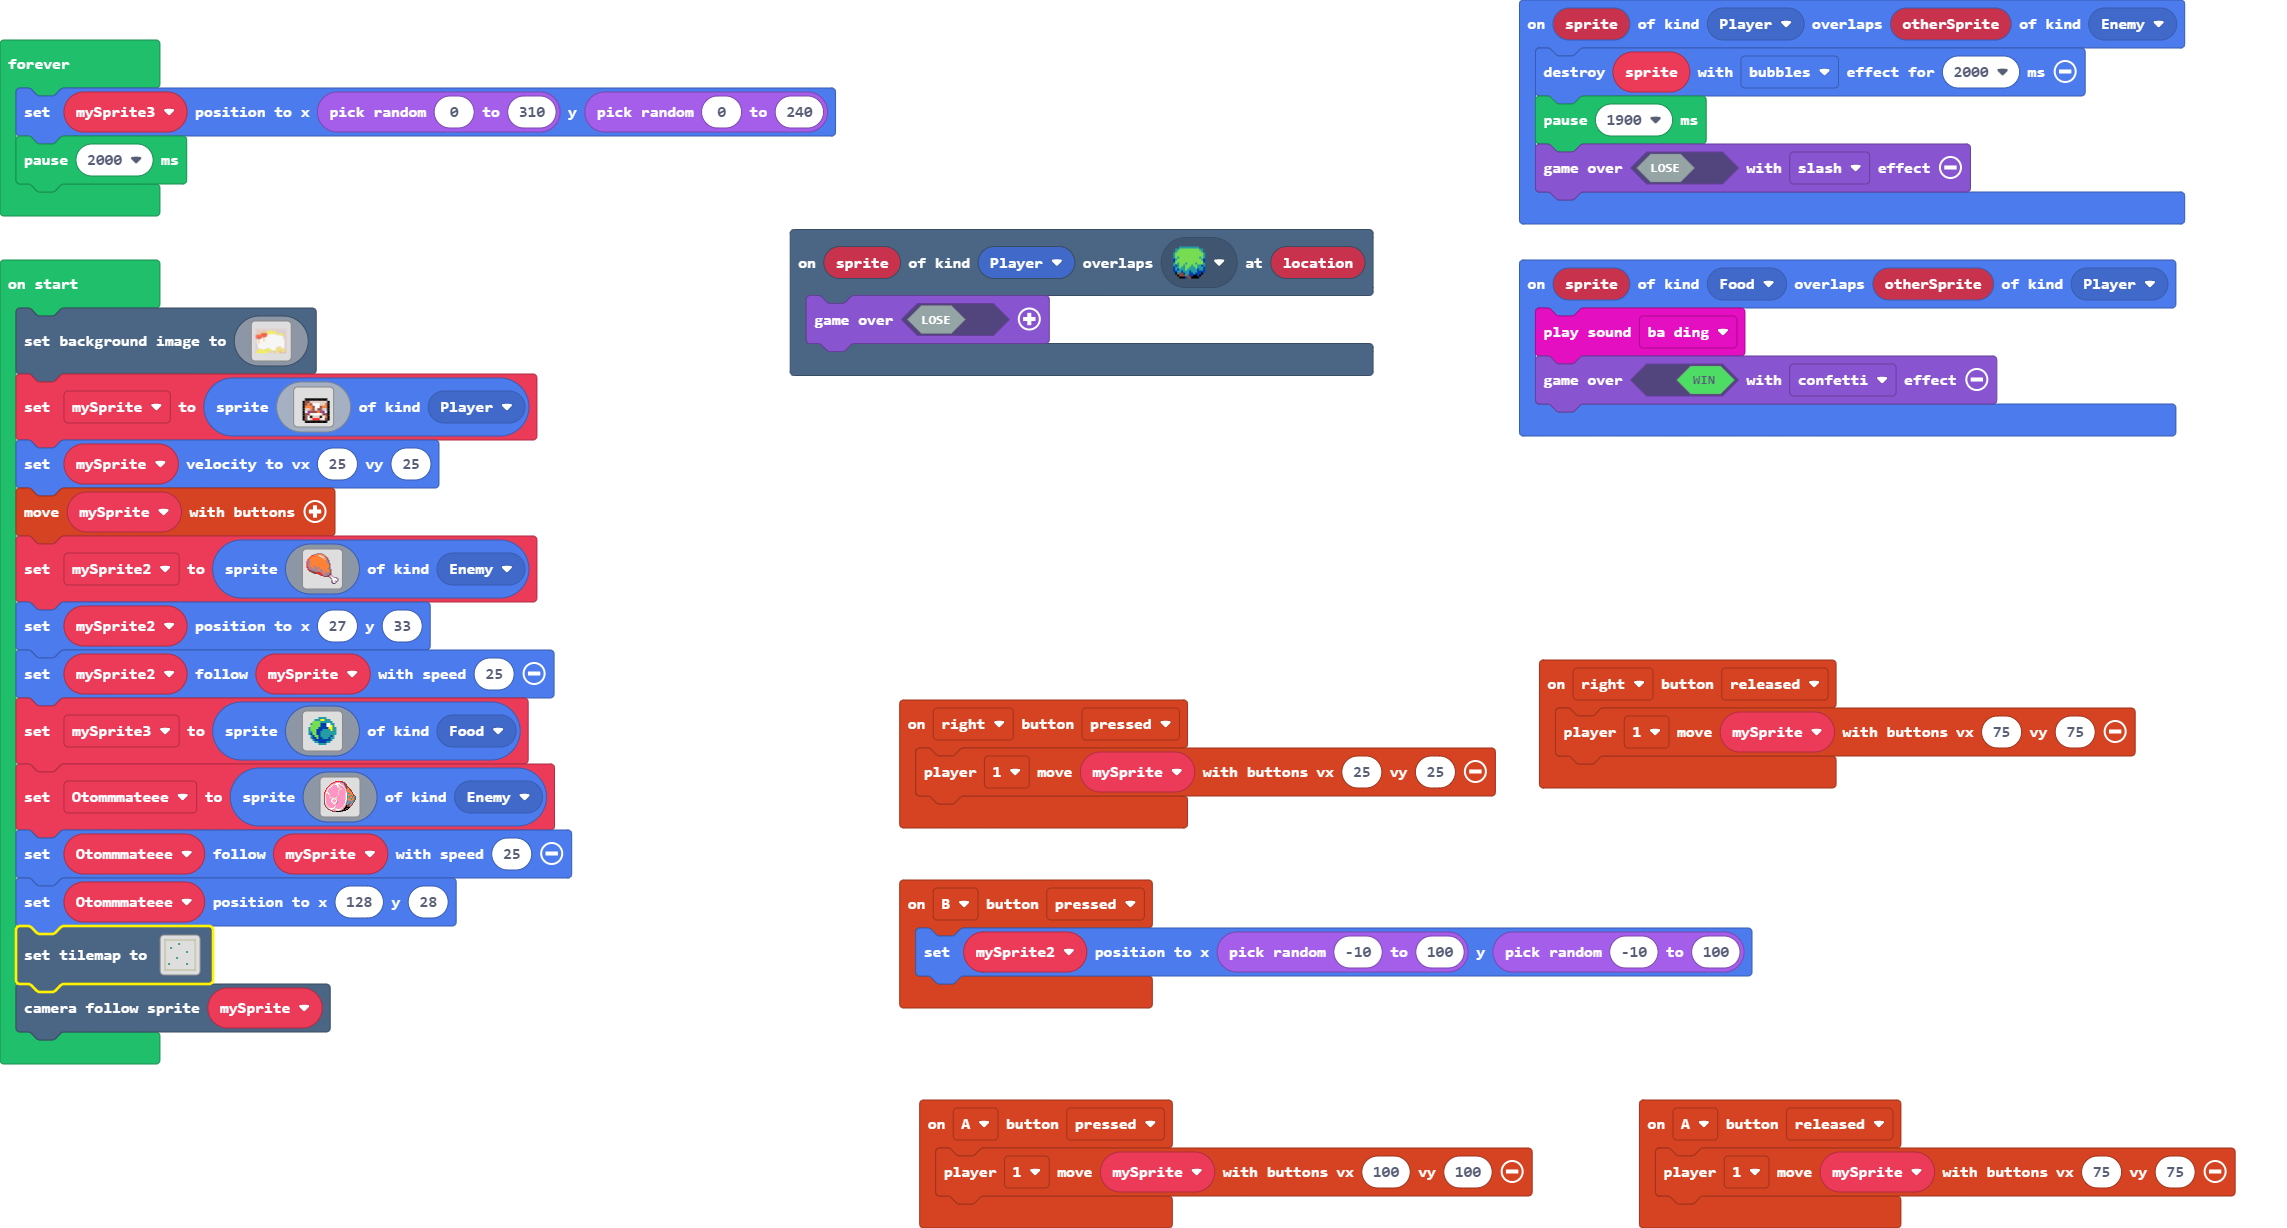 forever
set mySprite3 position to x pick random 0 to 310 y pick random 0 to 240
pause 2000 ms
on start
set background image to
set mySprite to sprite of kind Player
set mySprite velocity to vx 25 vy 25
move mySprite with buttons
set mySprite2 to sprite of kind Enemy
set mySprite2 position to x 27 y 33
set mySprite2 follow mySprite with speed 25
set mySprite3 to sprite of kind Food
set Otommmateee to sprite of kind Enemy
set Otommmateee follow mySprite with speed 25
set Otommmateee position to x 128 y 28
set tilemap to
camera follow sprite mySprite
on sprite of kind Player overlaps at location
game over LOSE
on sprite of kind Player overlaps otherSprite of kind Enemy
destroy sprite with bubbles effect for 2000 ms
pause 1900 ms
game over LOSE with slash effect
on sprite of kind Food overlaps otherSprite of kind Player
play sound ba ding
game over WIN with confetti effect
on right button pressed
player 1 move mySprite with buttons vx 25 vy 25
on right button released
player 1 move mySprite with buttons vx 75 vy 75
on B button pressed
set mySprite2 position to x pick random -10 to 100 y pick random -10 to 100
on A button pressed
player 1 move mySprite with buttons vx 100 vy 100
on A button released
player 1 move mySprite with buttons vx 75 vy 75